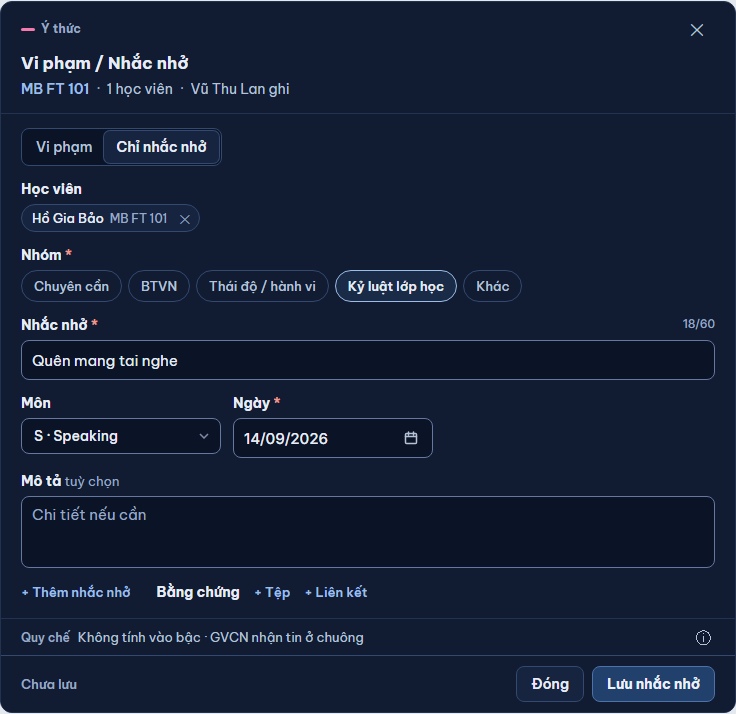 Ý thức
Vi phạm / Nhắc nhở
MB FT 101 · 1 học viên · Vũ Thu Lan ghi
Vi phạm Chỉ nhắc nhở
Học viên
Hồ Gia Bảo MB FT 101
Nhóm *
Chuyên cần BTVN Thái độ / hành vi Kỷ luật lớp học Khác
Nhắc nhở * 18/60
Quên mang tai nghe
Môn Ngày *
S · Speaking 14/09/2026
Mô tả tuỳ chọn
Chi tiết nếu cần
+ Thêm nhắc nhở Bằng chứng + Tệp + Liên kết
Quy chế Không tính vào bậc · GVCN nhận tin ở chuông
Chưa lưu Đóng Lưu nhắc nhở